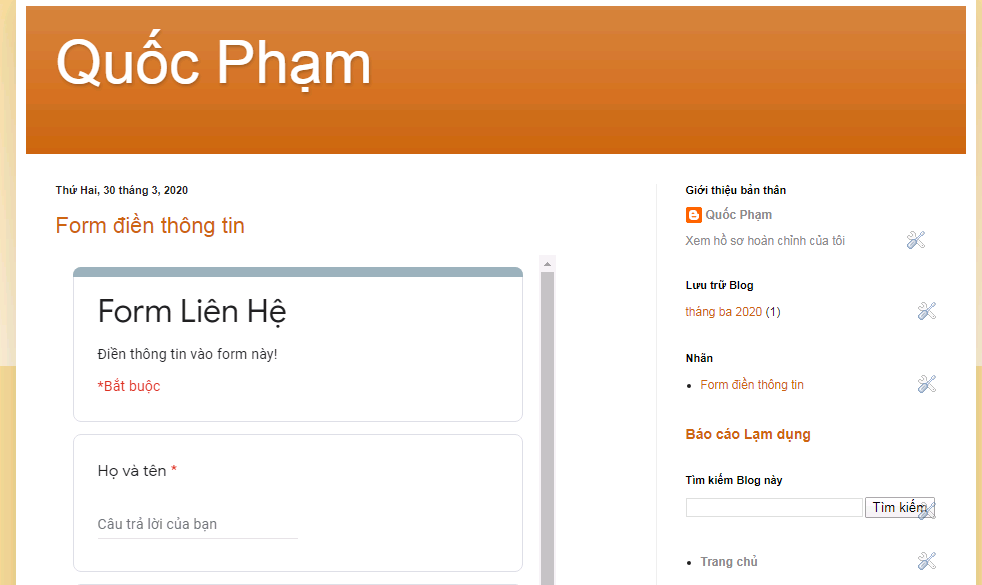 Quốc Phạm
Thứ Hai, 30 tháng 3, 2020
Form điền thông tin
Form Liên Hệ
Điền thông tin vào form này!
*Bắt buộc
Họ và tên *
Câu trả lời của bạn
Giới thiệu bản thân
Quốc Phạm
Xem hồ sơ hoàn chỉnh của tôi
Lưu trữ Blog
tháng ba 2020 (1)
Nhãn
Form điền thông tin
Báo cáo Lạm dụng
Tìm kiếm Blog này
Tìm kiếm
Trang chủ